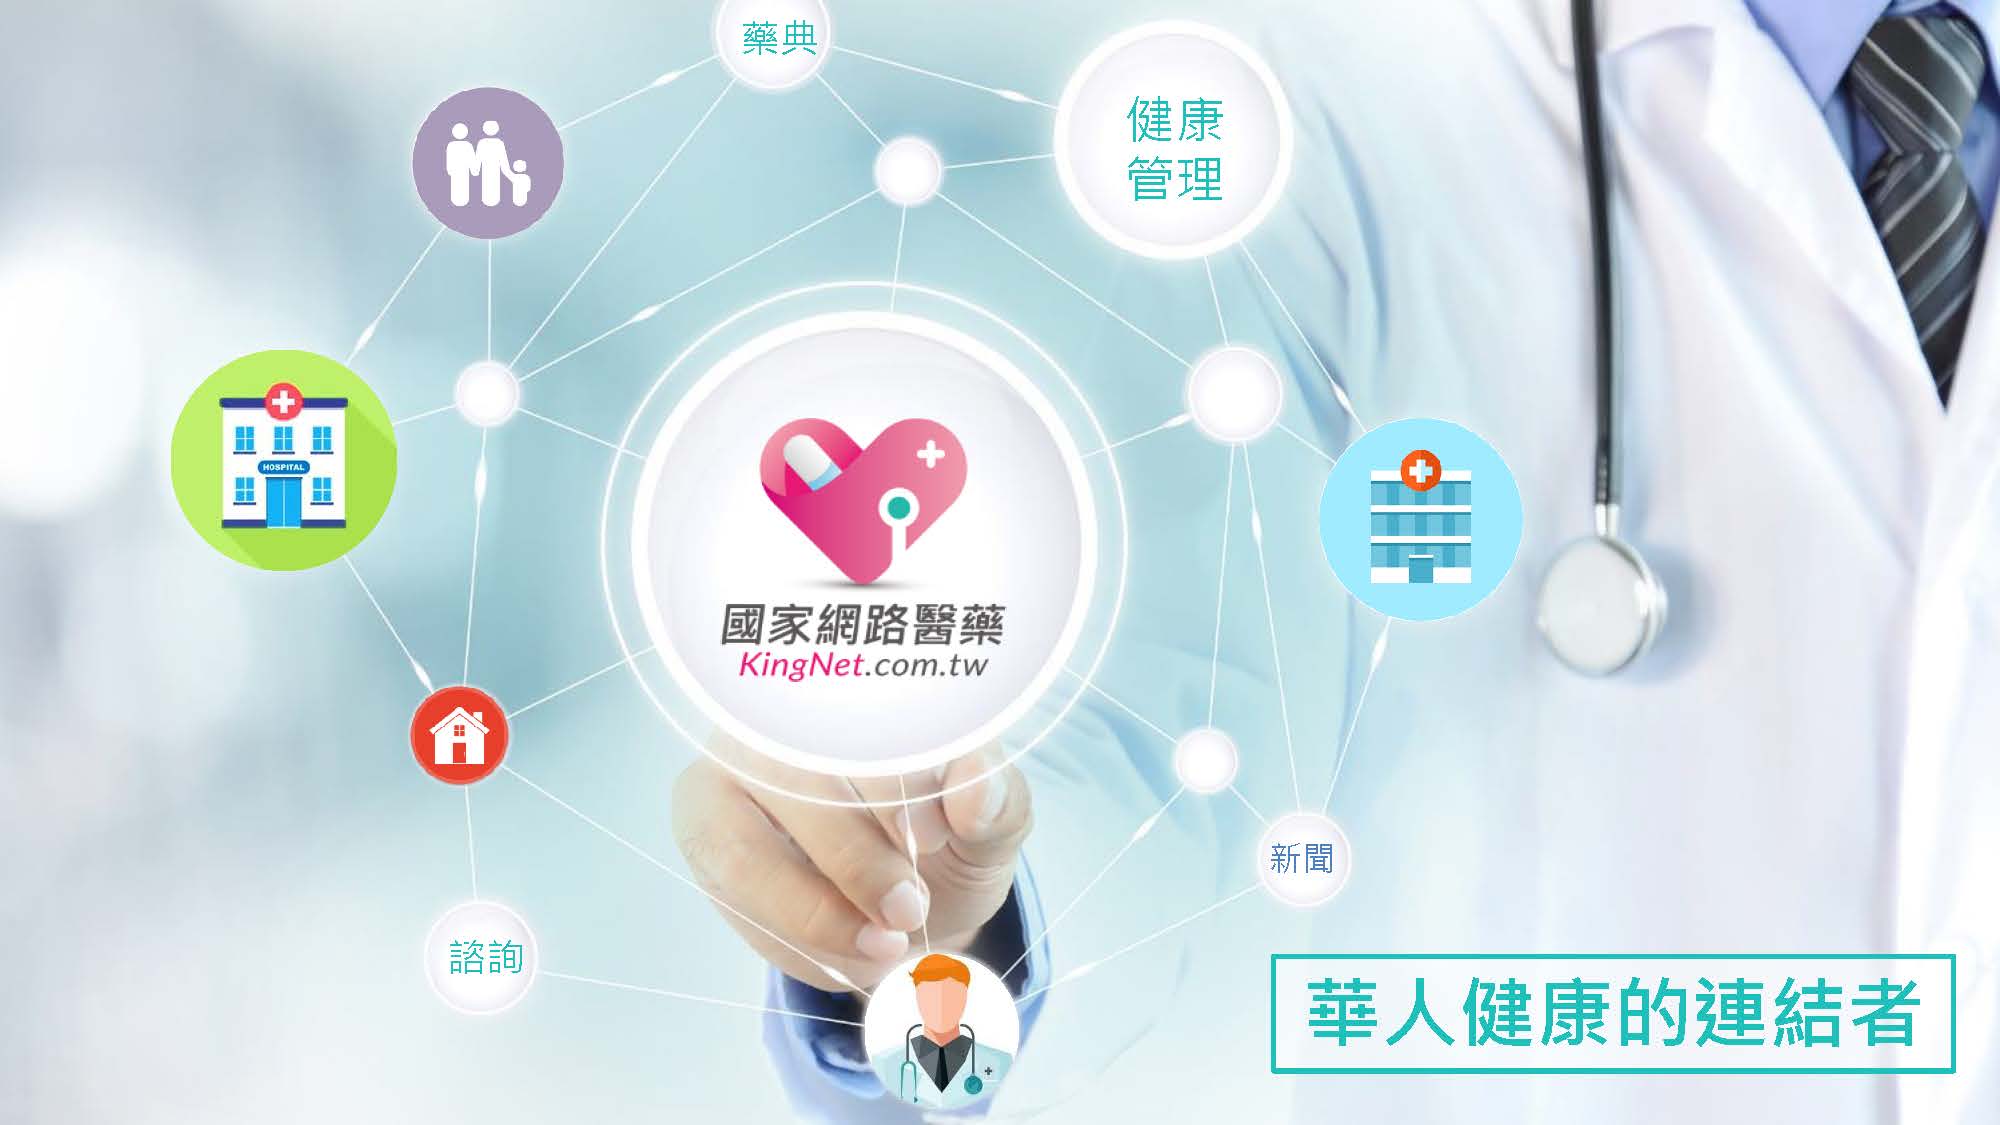 藥典
健康
管理
HOSPITAL
國家網路醫藥
KingNet.com.tw
新聞
諮詢
華人健康的連結者